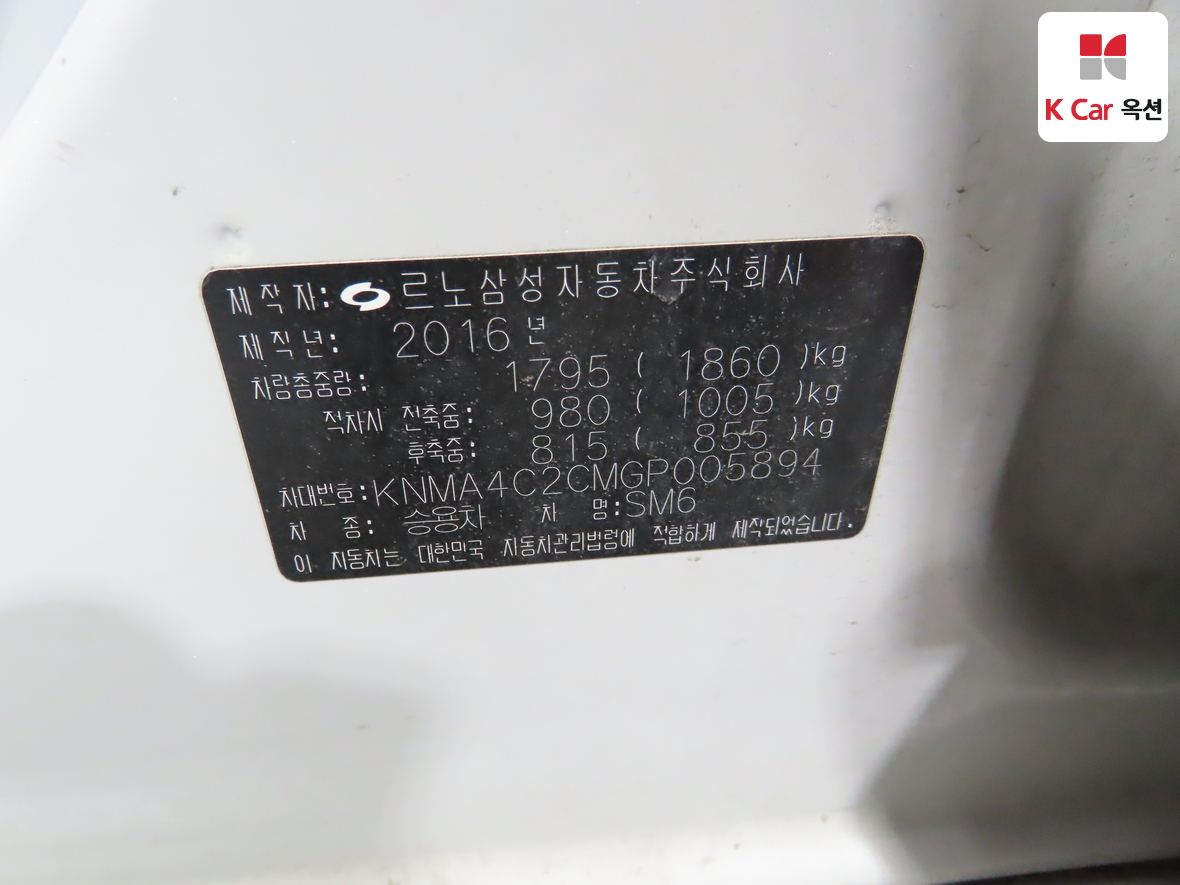 K Car 옥션
제작자: 르노삼성자동차주식회사
제작년: 2016년
차량총중량: 1795 ( 1860 )kg
적차시 전축중: 980 ( 1005 )kg
후축중: 815 ( 855 )kg
차대번호: KNMA4C2CMGP005894
차 종: 승용차 차 명: SM6
이 자동차는 대한민국 자동차관리법령에 적합하게 제작되었습니다.